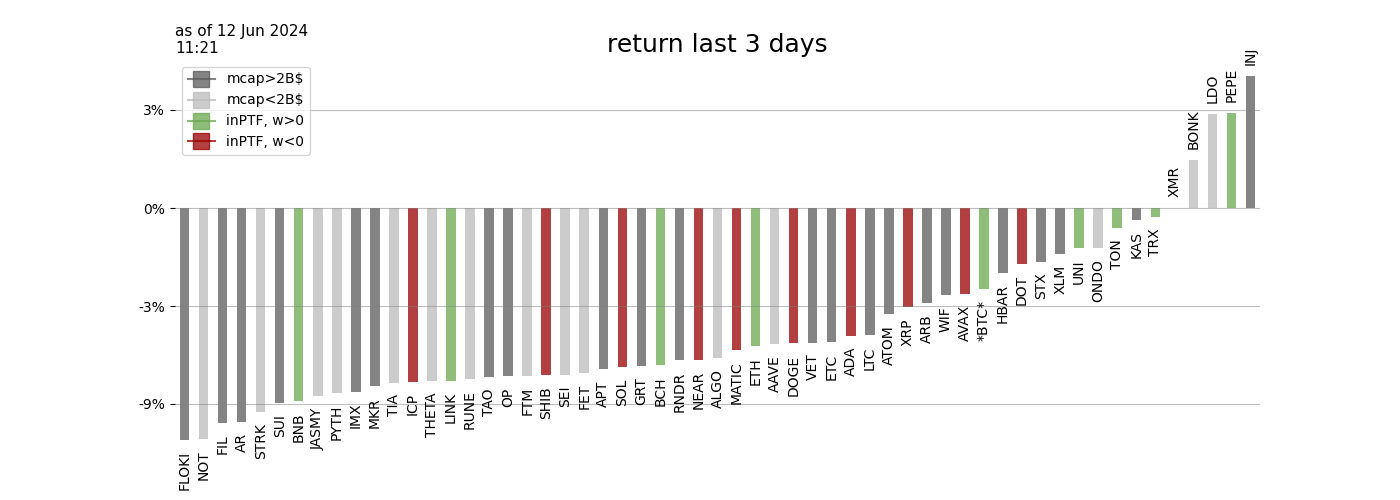 as of 12 Jun 2024
11:21
return last 3 days
mcap>2B$
mcap<2B$
inPTF, w>0
inPTF, w<0
3%
0%
-3%
-9%
FLOKI
NOT
FIL
AR
STRK
SUI
BNB
JASMY
PYTH
IMX
MKR
TIA
ICP
THETA
LINK
RUNE
TAO
OP
FTM
SHIB
SEI
FET
APT
SOL
GRT
BCH
RNDR
NEAR
ALGO
MATIC
ETH
AAVE
DOGE
VET
ETC
ADA
LTC
ATOM
XRP
ARB
WIF
AVAX
*BTC*
HBAR
DOT
STX
XLM
UNI
ONDO
TON
KAS
TRX
XMR
BONK
LDO
PEPE
INJ